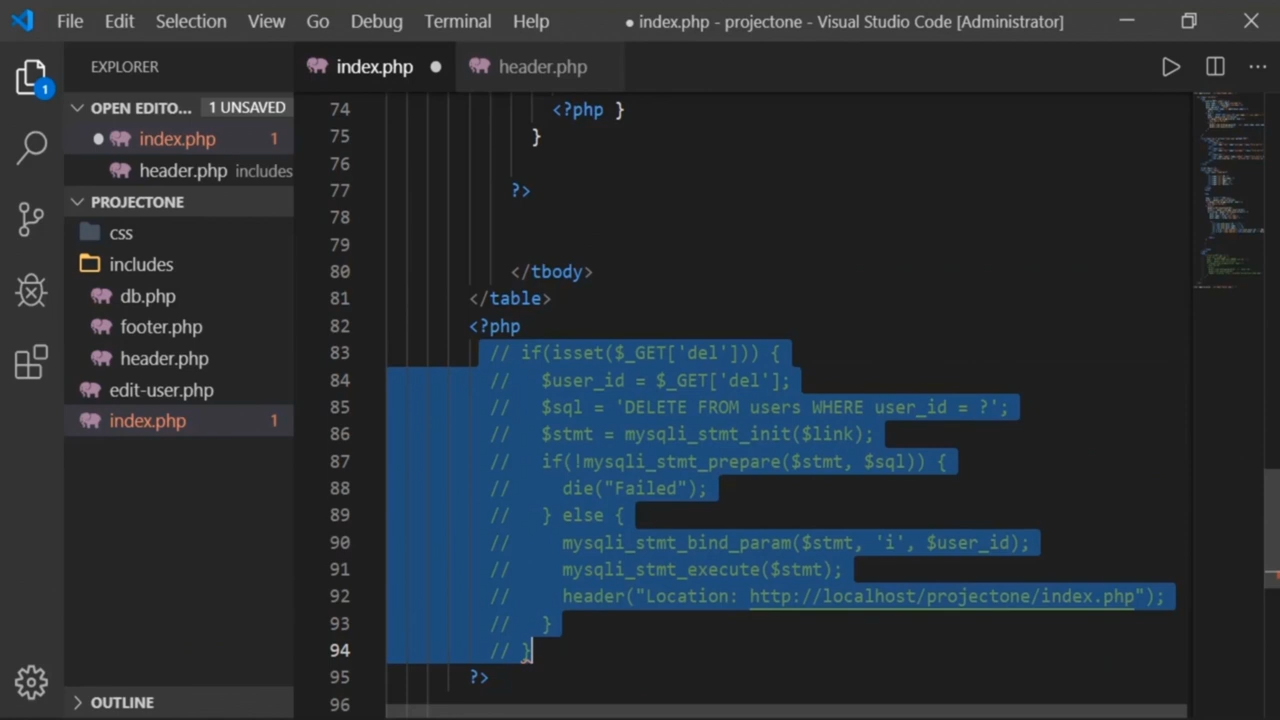 File Edit Selection View Go Debug Terminal Help ● index.php - projectone - Visual Studio Code [Administrator]
EXPLORER
index.php ●
header.php
OPEN EDITO... 1 UNSAVED
● index.php 1
header.php includes
PROJECTONE
css
includes
db.php
footer.php
header.php
edit-user.php
index.php 1
OUTLINE
1
74 <?php }
75 }
76
77 ?>
78
79
80 </tbody>
81 </table>
82 <?php
83 // if(isset($_GET['del'])) {
84 //   $user_id = $_GET['del'];
85 //   $sql = 'DELETE FROM users WHERE user_id = ?';
86 //   $stmt = mysqli_stmt_init($link);
87 //   if(!mysqli_stmt_prepare($stmt, $sql)) {
88 //     die("Failed");
89 //   } else {
90 //     mysqli_stmt_bind_param($stmt, 'i', $user_id);
91 //     mysqli_stmt_execute($stmt);
92 //     header("Location: http://localhost/projectone/index.php");
93 //   }
94 // }
95 ?>
96